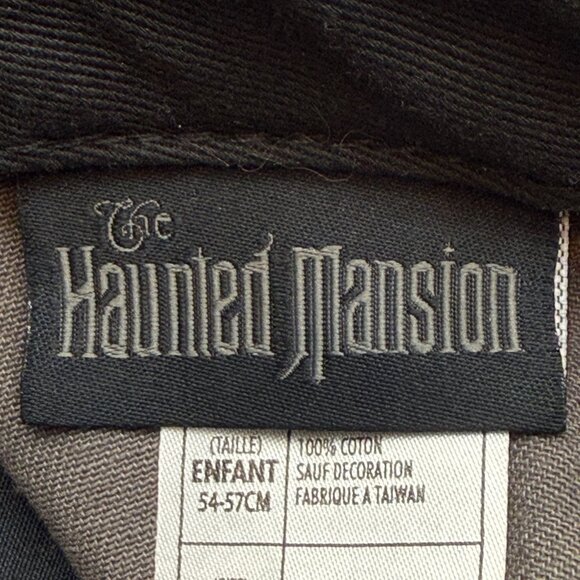 The
Haunted Mansion
(TAILLE)
ENFANT
54-57CM
100% COTON
SAUF DECORATION
FABRIQUE A TAIWAN